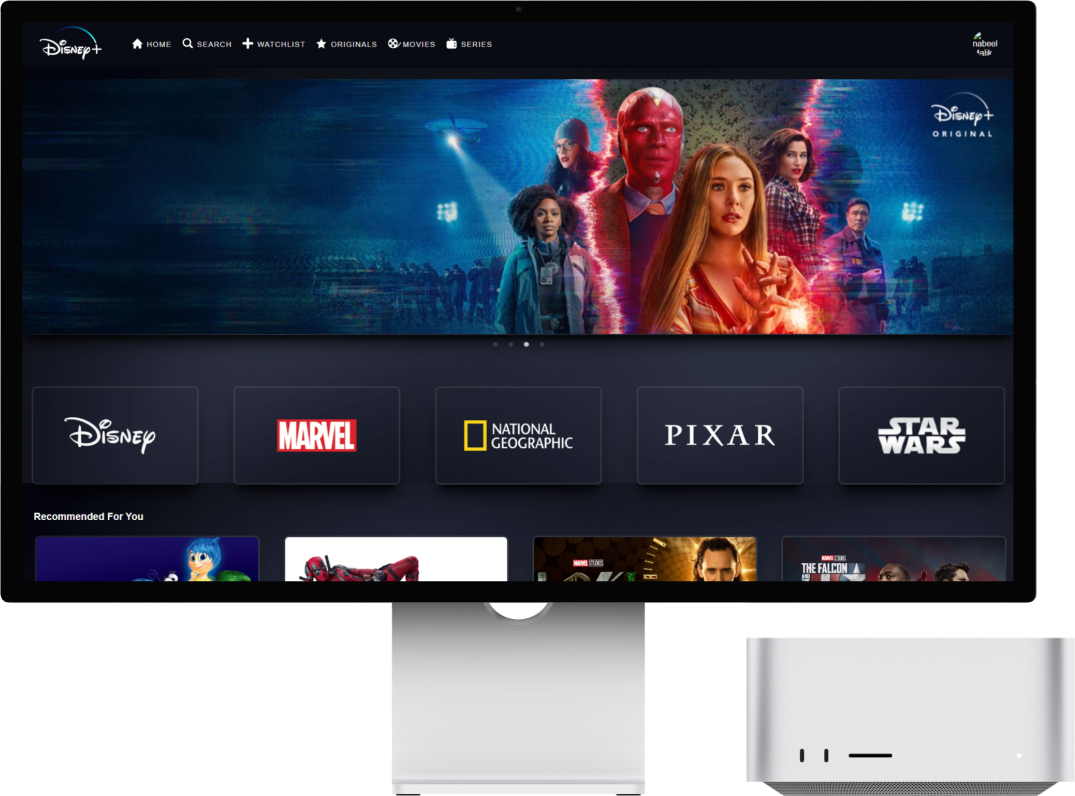 Disney+
HOME
SEARCH
WATCHLIST
ORIGINALS
MOVIES
SERIES
nabeel
Disney+
ORIGINAL
Disney
MARVEL
NATIONAL
GEOGRAPHIC
PIXAR
STAR
WARS
Recommended For You
MARVEL STUDIOS
MARVEL STUDIOS
THE FALCON